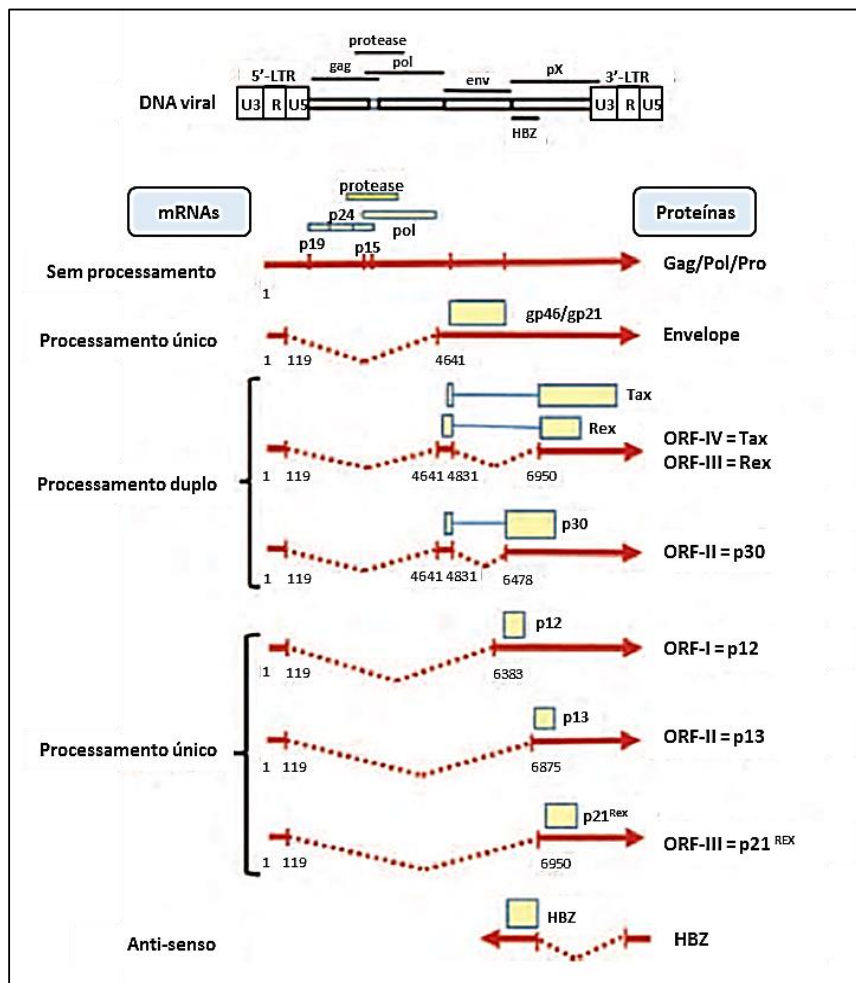 protease
5'-LTR gag pol env pX 3'-LTR
DNA viral U3 R U5 U3 R U5
HBZ
mRNAs protease Proteínas
p24 pol
p19 p15
Sem processamento Gag/Pol/Pro
1
gp46/gp21
Processamento único Envelope
1 119 4641
Tax
Rex
ORF-IV = Tax
ORF-III = Rex
Processamento duplo
1 119 4641 4831 6950
p30
ORF-II = p30
1 119 4641 4831 6478
p12
ORF-I = p12
1 119 6383
p13
Processamento único ORF-II = p13
1 119 6875
p21Rex
ORF-III = p21 REX
1 119 6950
HBZ
Anti-senso HBZ